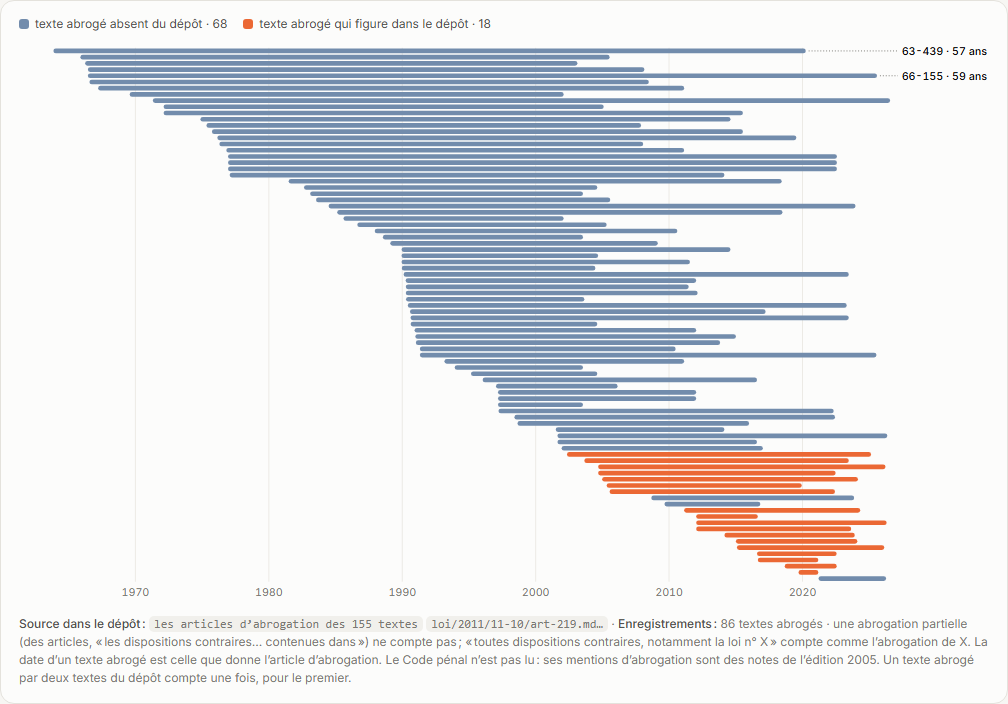 texte abrogé absent du dépôt · 68 texte abrogé qui figure dans le dépôt · 18
63-439 · 57 ans
66-155 · 59 ans
1970 1980 1990 2000 2010 2020
Source dans le dépôt : les articles d’abrogation des 155 textes loi/2011/11-10/art-219.md… · Enregistrements : 86 textes abrogés · une abrogation partielle
(des articles, « les dispositions contraires… contenues dans ») ne compte pas ; « toutes dispositions contraires, notamment la loi n° X » compte comme l’abrogation de X. La
date d’un texte abrogé est celle que donne l’article d’abrogation. Le Code pénal n’est pas lu : ses mentions d’abrogation sont des notes de l’édition 2005. Un texte abrogé
par deux textes du dépôt compte une fois, pour le premier.